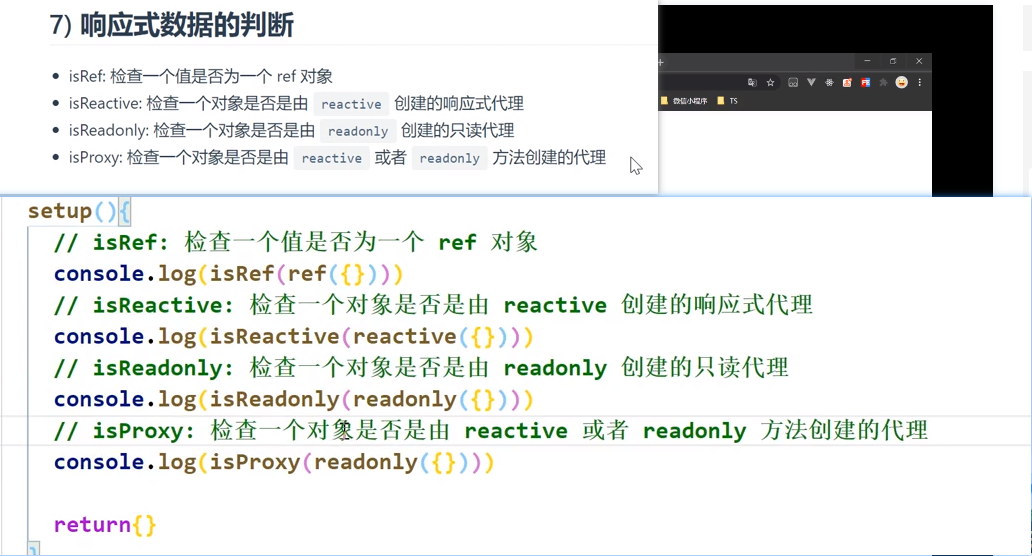 7) 响应式数据的判断
isRef: 检查一个值是否为一个 ref 对象
isReactive: 检查一个对象是否是由 reactive 创建的响应式代理
isReadonly: 检查一个对象是否是由 readonly 创建的只读代理
isProxy: 检查一个对象是否是由 reactive 或者 readonly 方法创建的代理
微信小程序 TS
setup(){
// isRef: 检查一个值是否为一个 ref 对象
console.log(isRef(ref({})))
// isReactive: 检查一个对象是否是由 reactive 创建的响应式代理
console.log(isReactive(reactive({})))
// isReadonly: 检查一个对象是否是由 readonly 创建的只读代理
console.log(isReadonly(readonly({})))
// isProxy: 检查一个对象是否是由 reactive 或者 readonly 方法创建的代理
console.log(isProxy(readonly({})))
return{}
}